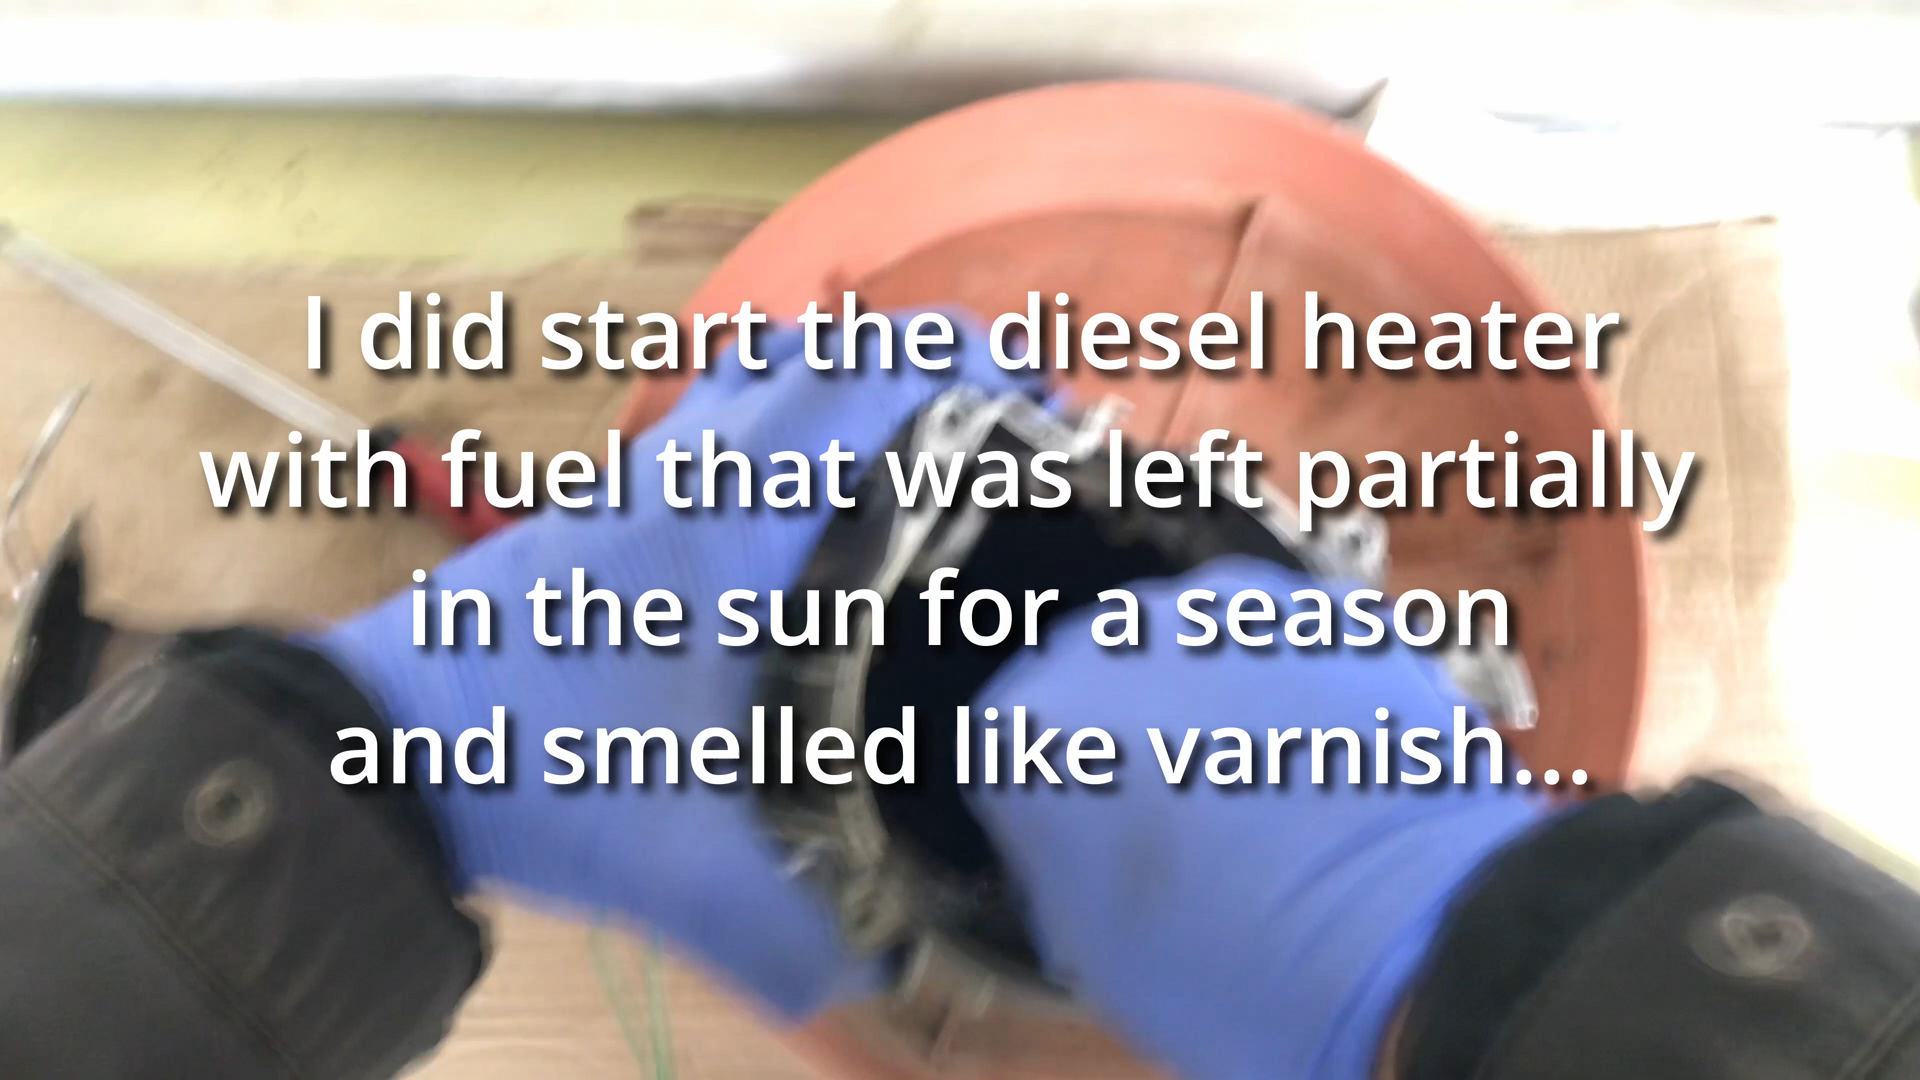 I did start the diesel heater
with fuel that was left partially
in the sun for a season
and smelled like varnish...